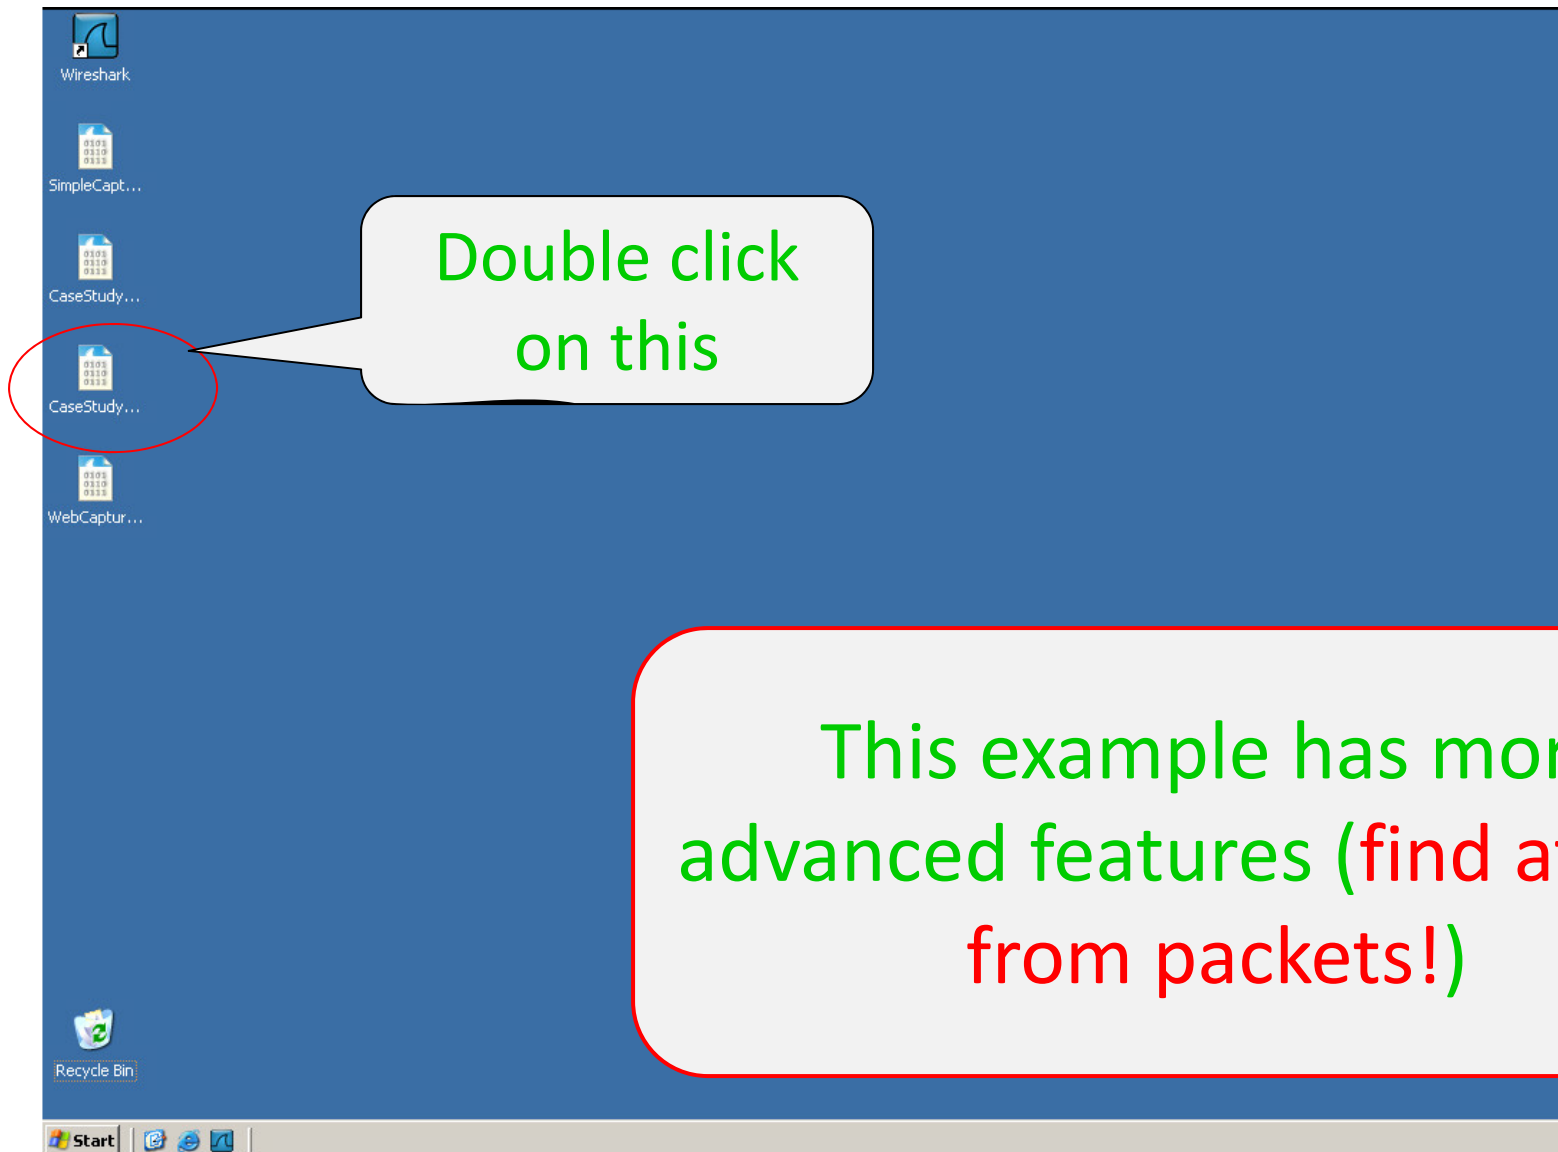 Wireshark
SimpleCapt...
CaseStudy...
CaseStudy...
WebCaptur...
Double click
on this
This example has mor
advanced features (find at
from packets!)
Recycle Bin
Start